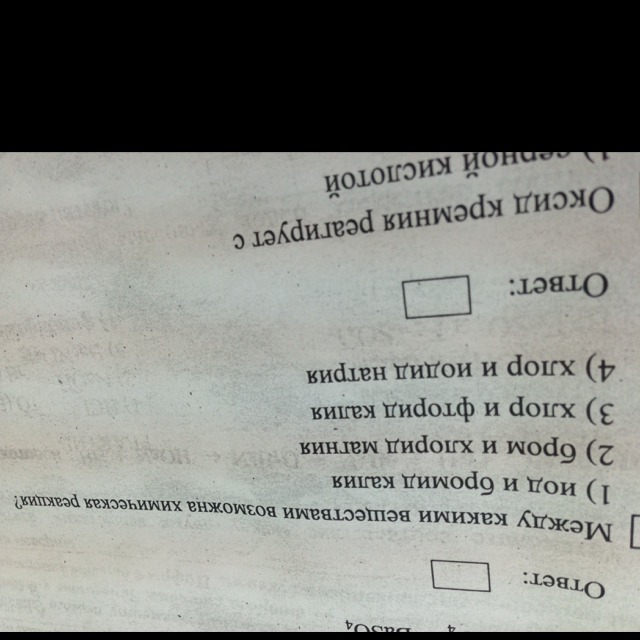 BaSO4
Ответ:
Между какими веществами возможна химическая реакция?
1) иод и бромид калия
2) бром и хлорид магния
3) хлор и фторид калия
4) хлор и иодид натрия
Ответ:
Оксид кремния реагирует с
1) серной кислотой